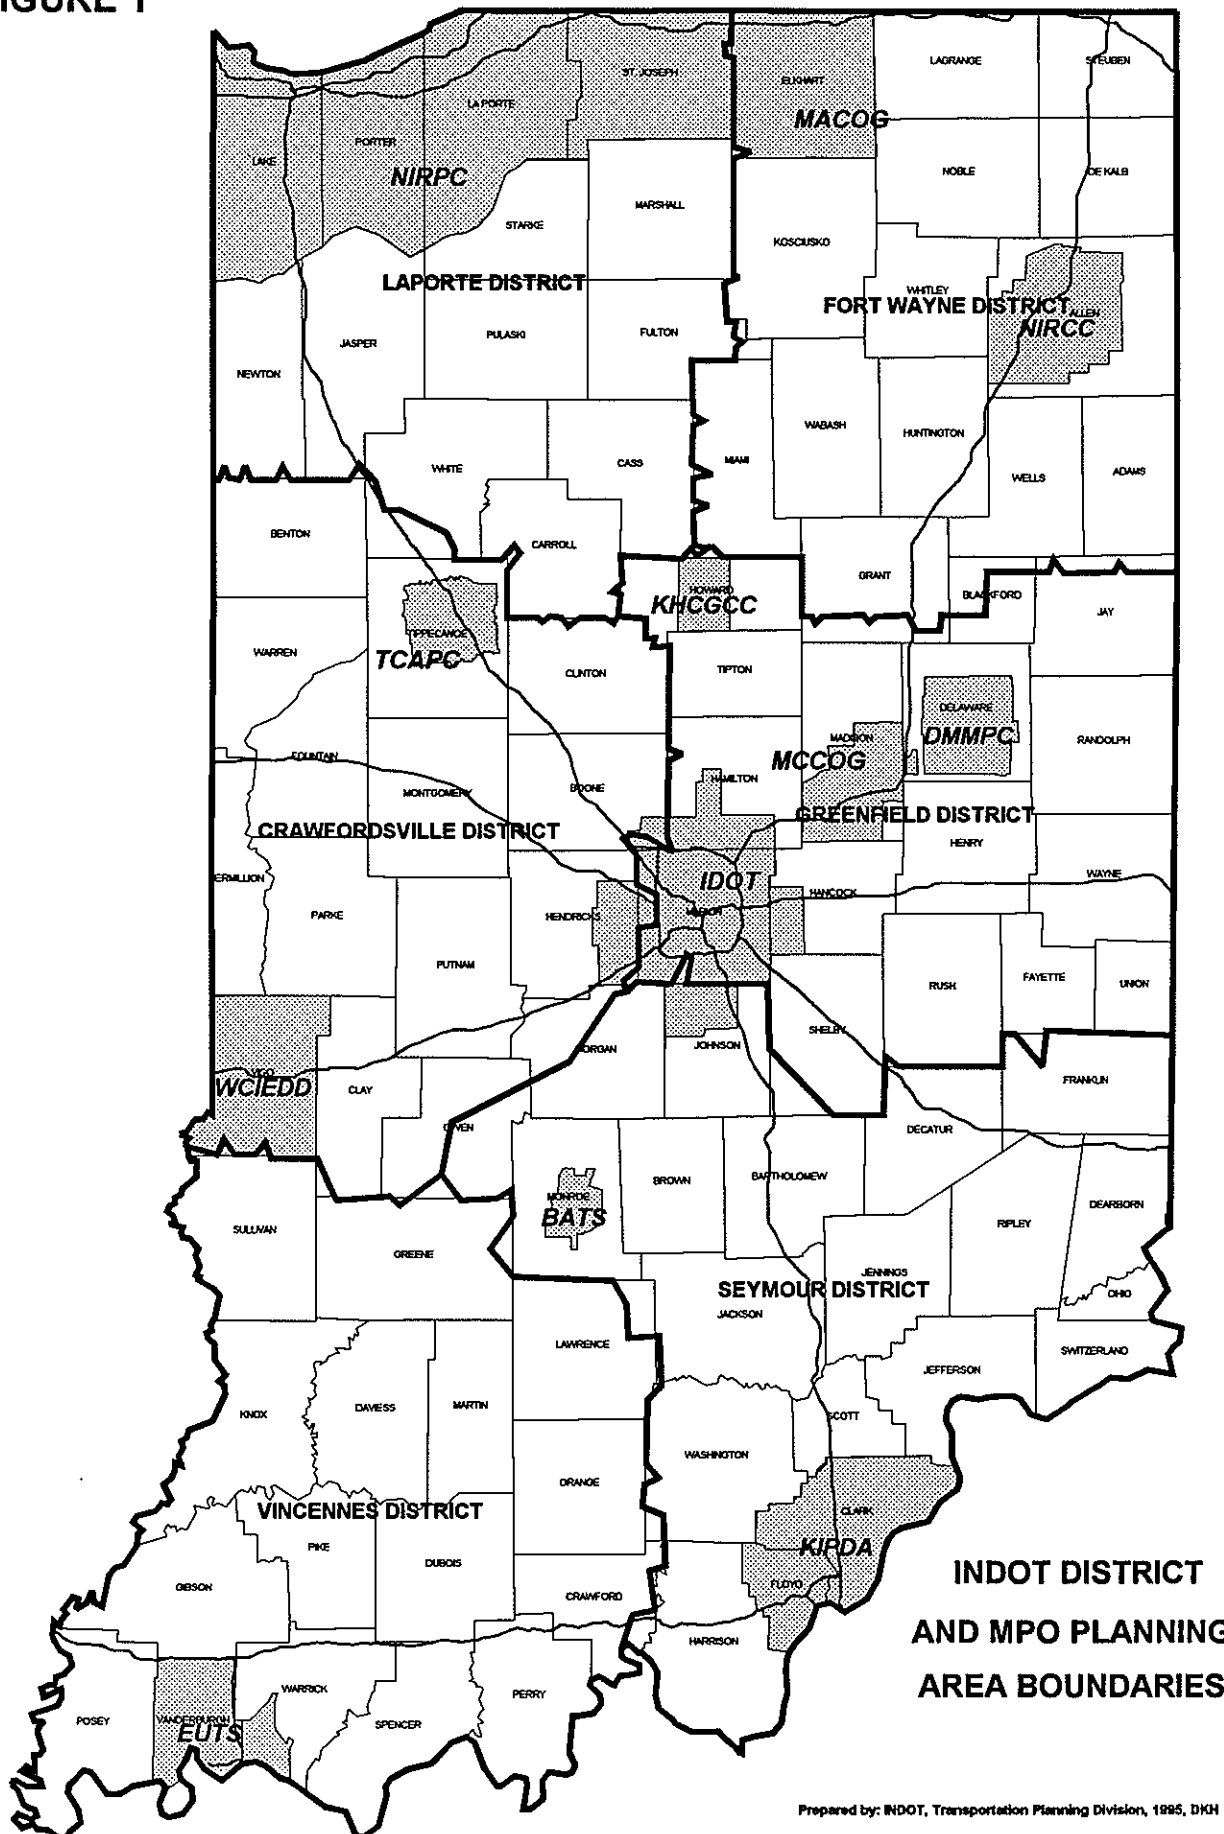 FIGURE 1
LAGRANGE
STEUBEN
ST. JOSEPH
ELKHART
LA PORTE
MACOG
PORTER
LAKE
NIRPC
NOBLE
DE KALB
MARSHALL
STARKE
KOSCIUSKO
LAPORTE DISTRICT
WHITLEY
FORT WAYNE DISTRICT
ALLEN
NIRCC
PULASKI
FULTON
JASPER
NEWTON
WABASH
HUNTINGTON
WHITE
CASS
MIAMI
WELLS
ADAMS
BENTON
CARROLL
GRANT
HOWARD
BLACKFORD
KHCGCC
JAY
TIPPECANOE
WARREN
TCAPC
CLINTON
TIPTON
DELAWARE
MADISON
DMMPC
RANDOLPH
FOUNTAIN
MCCOG
HAMILTON
BOONE
MONTGOMERY
GREENFIELD DISTRICT
CRAWFORDSVILLE DISTRICT
HENRY
ERMILLION
IDOT
WAYNE
HANCOCK
MARION
PARKE
HENDRICKS
PUTNAM
RUSH
FAYETTE
UNION
SHELBY
JOHNSON
MORGAN
VIGO
WCIEDD
CLAY
FRANKLIN
OWEN
DECATUR
BROWN
BARTHOLOMEW
MONROE
BATS
DEARBORN
RIPLEY
SULLIVAN
GREENE
JENNINGS
SEYMOUR DISTRICT
OHIO
JACKSON
LAWRENCE
SWITZERLAND
JEFFERSON
KNOX
DAVIESS
MARTIN
SCOTT
WASHINGTON
ORANGE
VINCENNES DISTRICT
CLARK
PIKE
KIPDA
DUBOIS
GIBSON
FLOYD
CRAWFORD
HARRISON
INDOT DISTRICT
AND MPO PLANNING
AREA BOUNDARIES
WARRICK
PERRY
POSEY
VANDERBURGH
SPENCER
EUTS
Prepared by: INDOT, Transportation Planning Division, 1995, DKH